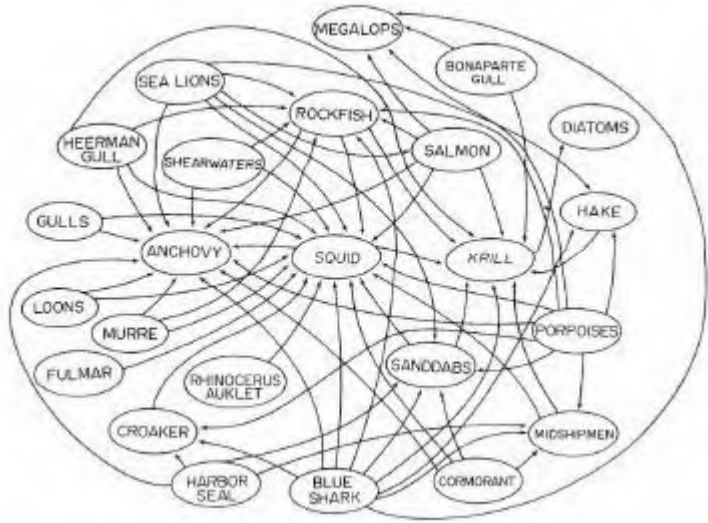 MEGALOPS
BONAPARTE
GULL
SEA LIONS
ROCKFISH
DIATOMS
HEERMAN
GULL
SHEARWATERS
SALMON
GULLS
HAKE
ANCHOVY
SQUID
KRILL
LOONS
MURRE
PORPOISES
FULMAR
RHINOCERUS
AUKLET
SANDDABS
CROAKER
MIDSHIPMEN
HARBOR
SEAL
BLUE
SHARK
CORMORANT